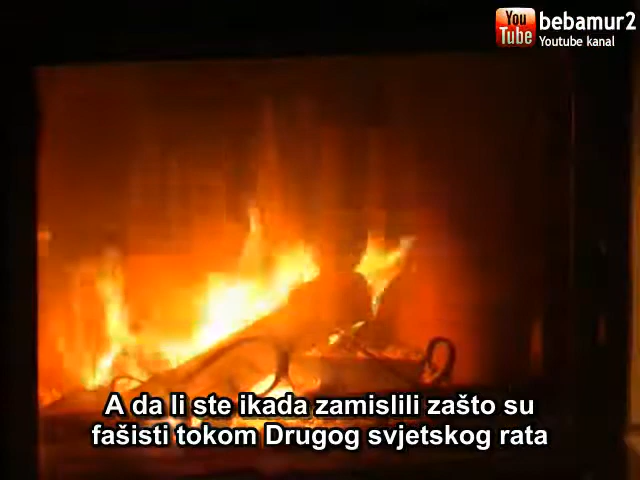 You
Tube
bebamur2
Youtube kanal
A da li ste ikada zamislili zašto su
fašisti tokom Drugog svjetskog rata